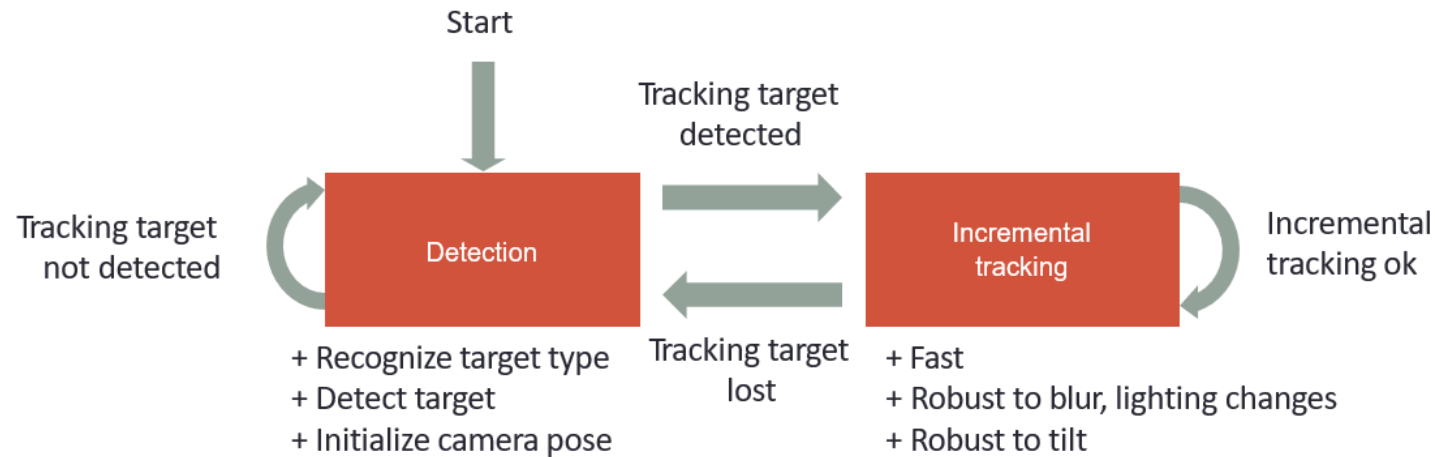 Start
Tracking target
detected
Tracking target
not detected
Detection
Incremental
tracking
Incremental
tracking ok
Tracking target
lost
+ Recognize target type
+ Detect target
+ Initialize camera pose
+ Fast
+ Robust to blur, lighting changes
+ Robust to tilt